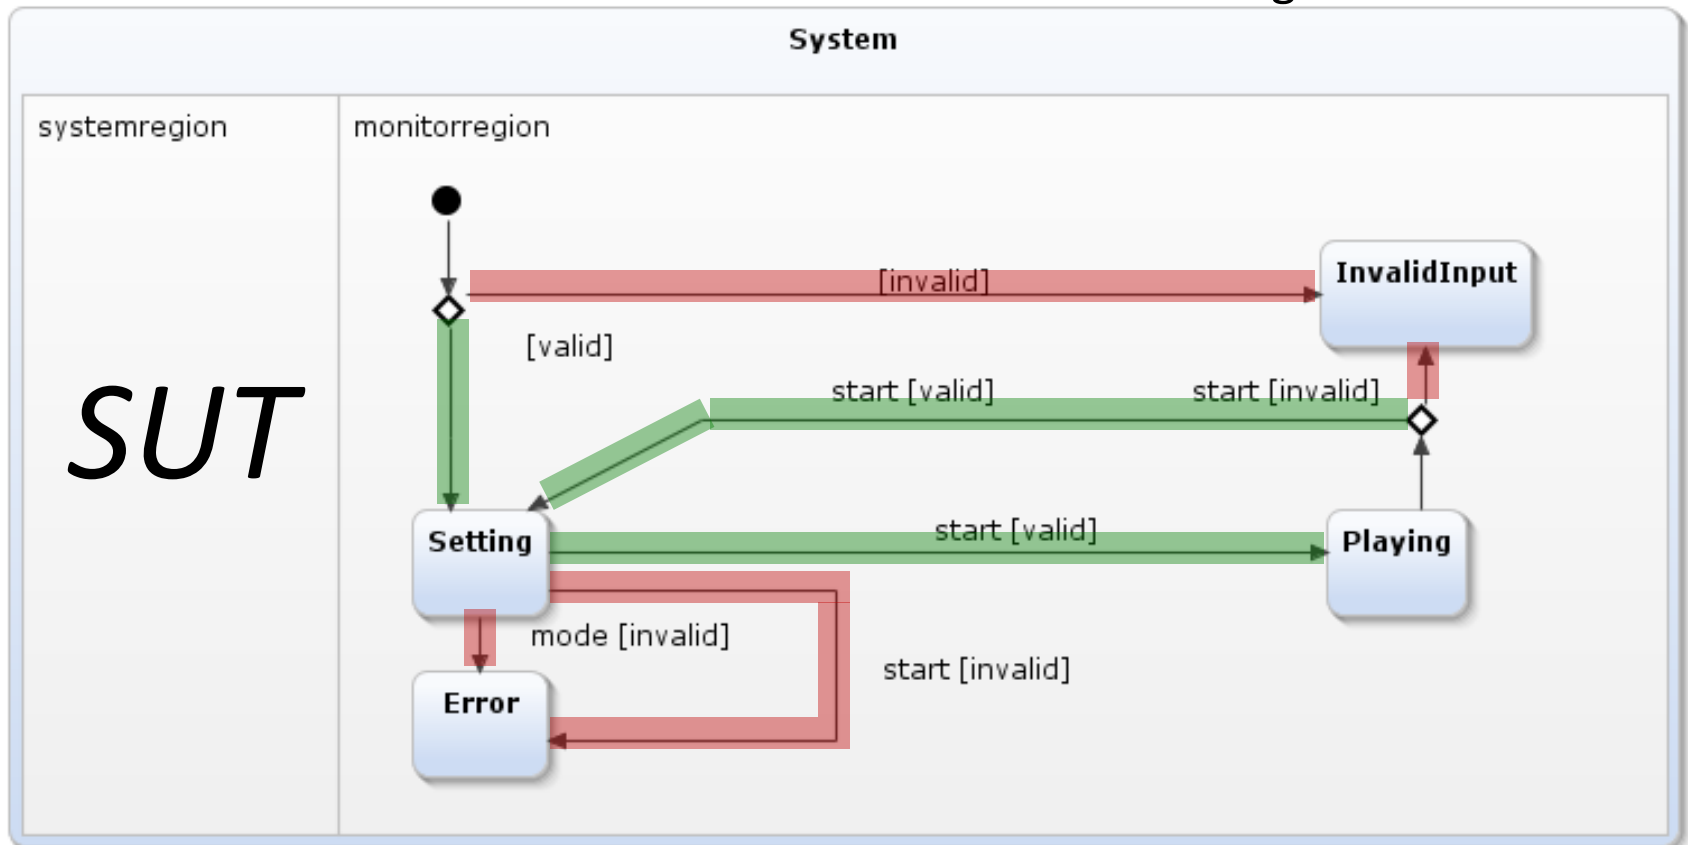 System
systemregion
monitorregion
[invalid]
InvalidInput
[valid]
start [valid]
start [invalid]
SUT
Setting
start [valid]
Playing
mode [invalid]
start [invalid]
Error